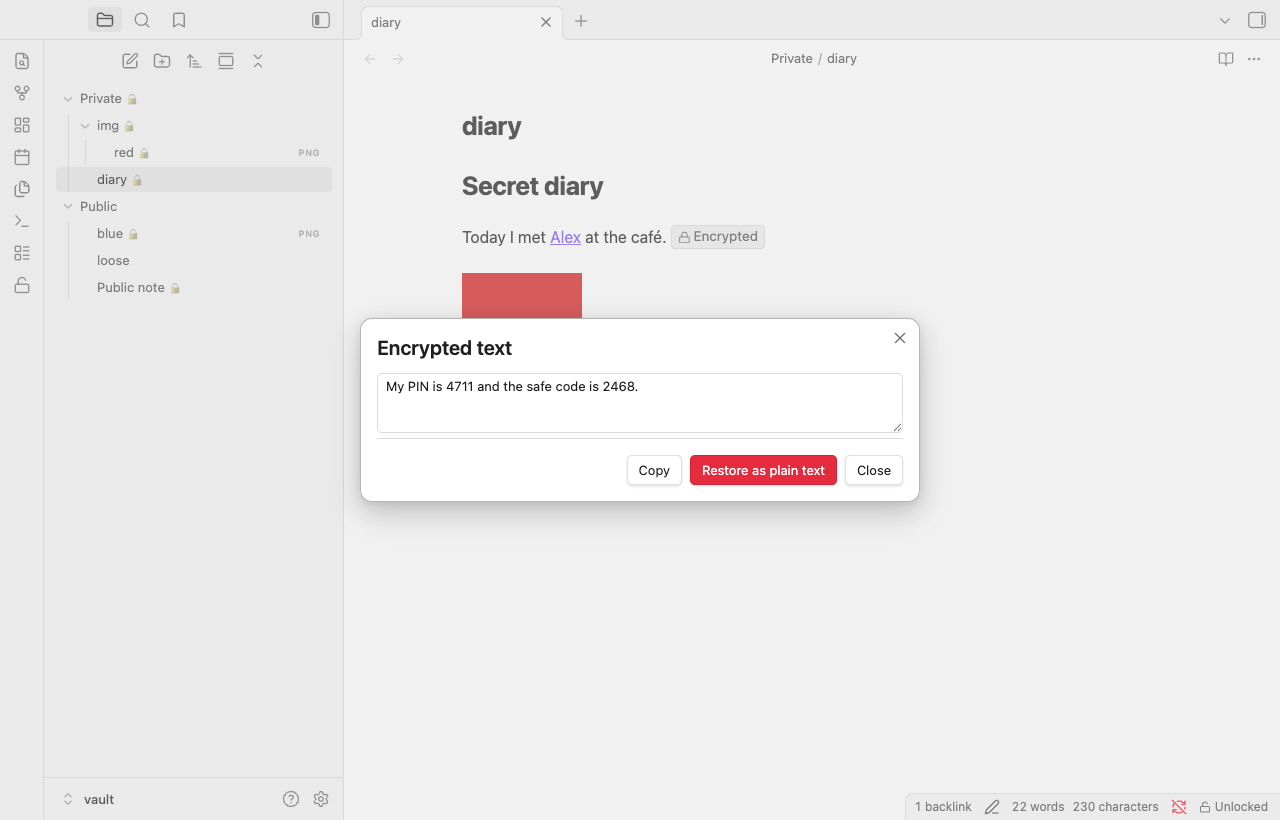 diary
Private / diary
Private
img
red PNG
diary
Public
blue PNG
loose
Public note
diary
Secret diary
Today I met Alex at the café. Encrypted
Encrypted text
My PIN is 4711 and the safe code is 2468.
Copy Restore as plain text Close
vault
1 backlink 22 words 230 characters Unlocked